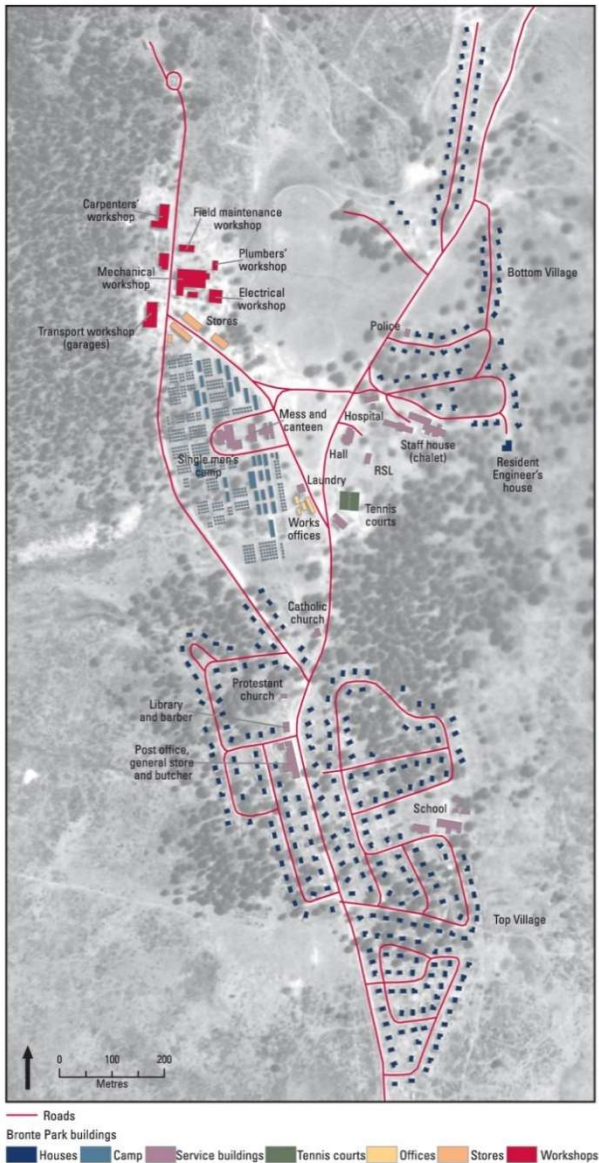 Carpenters'
workshop
Field maintenance
workshop
Plumbers'
workshop
Mechanical
workshop
Electrical
workshop
Bottom Village
Transport workshop
(garages)
Stores
Police
Mess and
canteen
Hospital
Single men's
camp
Hall
Staff house
(chalet)
RSL
Resident
Engineer's
house
Laundry
Works
offices
Tennis
courts
Catholic
church
Protestant
church
Library
and barber
Post office,
general store
and butcher
School
Top Village
0 100 200
Metres
Roads
Bronte Park buildings
Houses Camp Service buildings Tennis courts Offices Stores Workshops